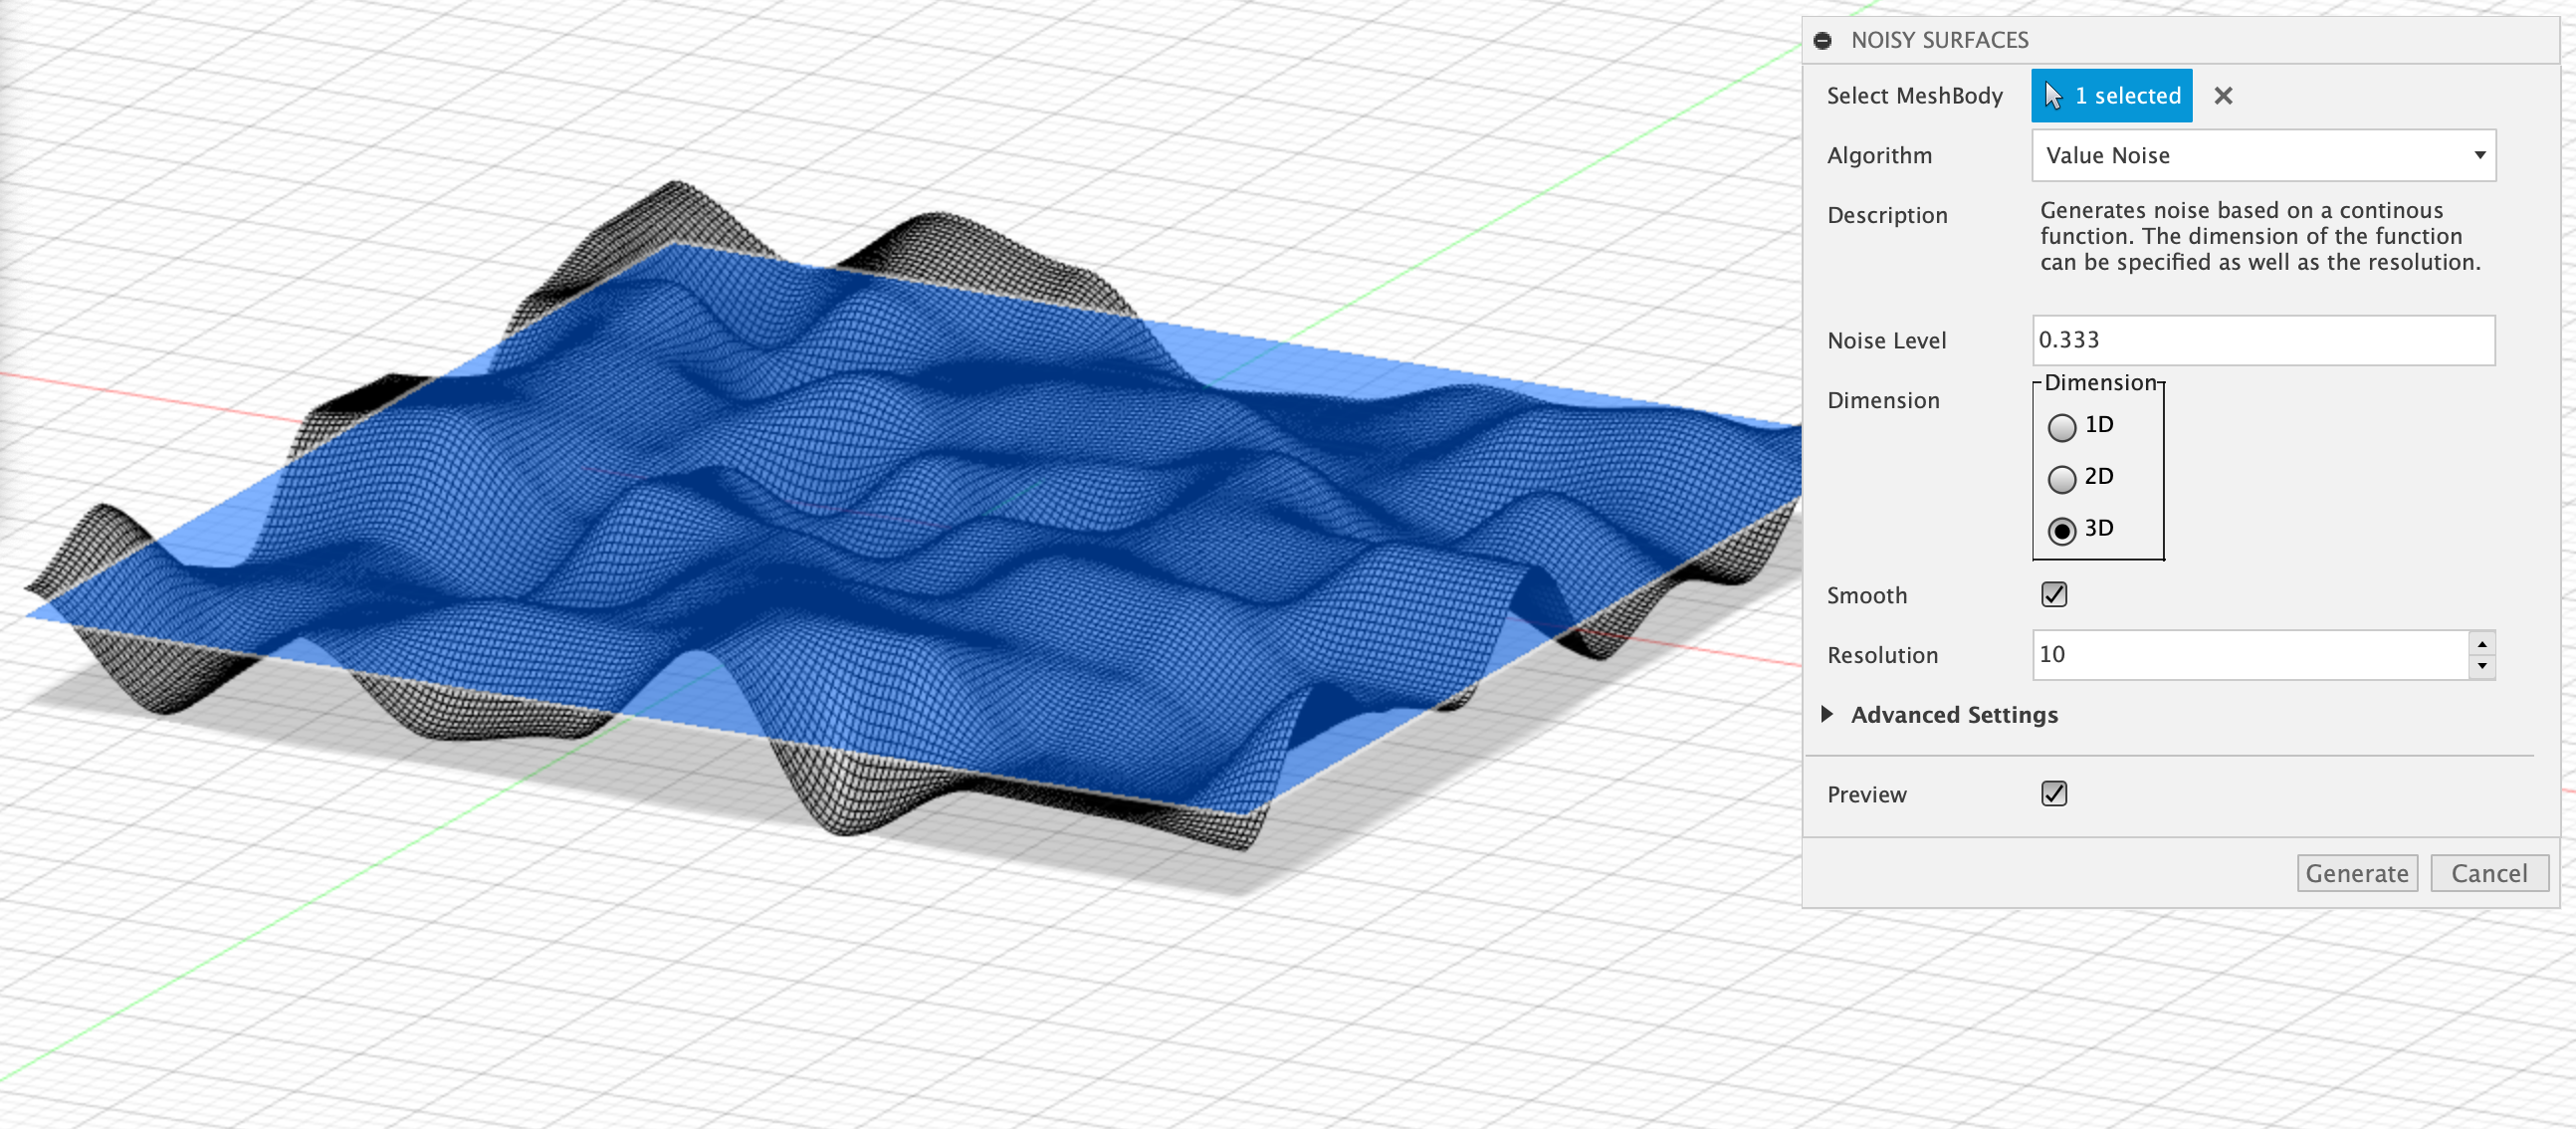 NOISY SURFACES
Select MeshBody 1 selected
Algorithm Value Noise
Description Generates noise based on a continous
function. The dimension of the function
can be specified as well as the resolution.
Noise Level 0.333
Dimension Dimension
1D
2D
3D
Smooth
Resolution 10
Advanced Settings
Preview
Generate Cancel